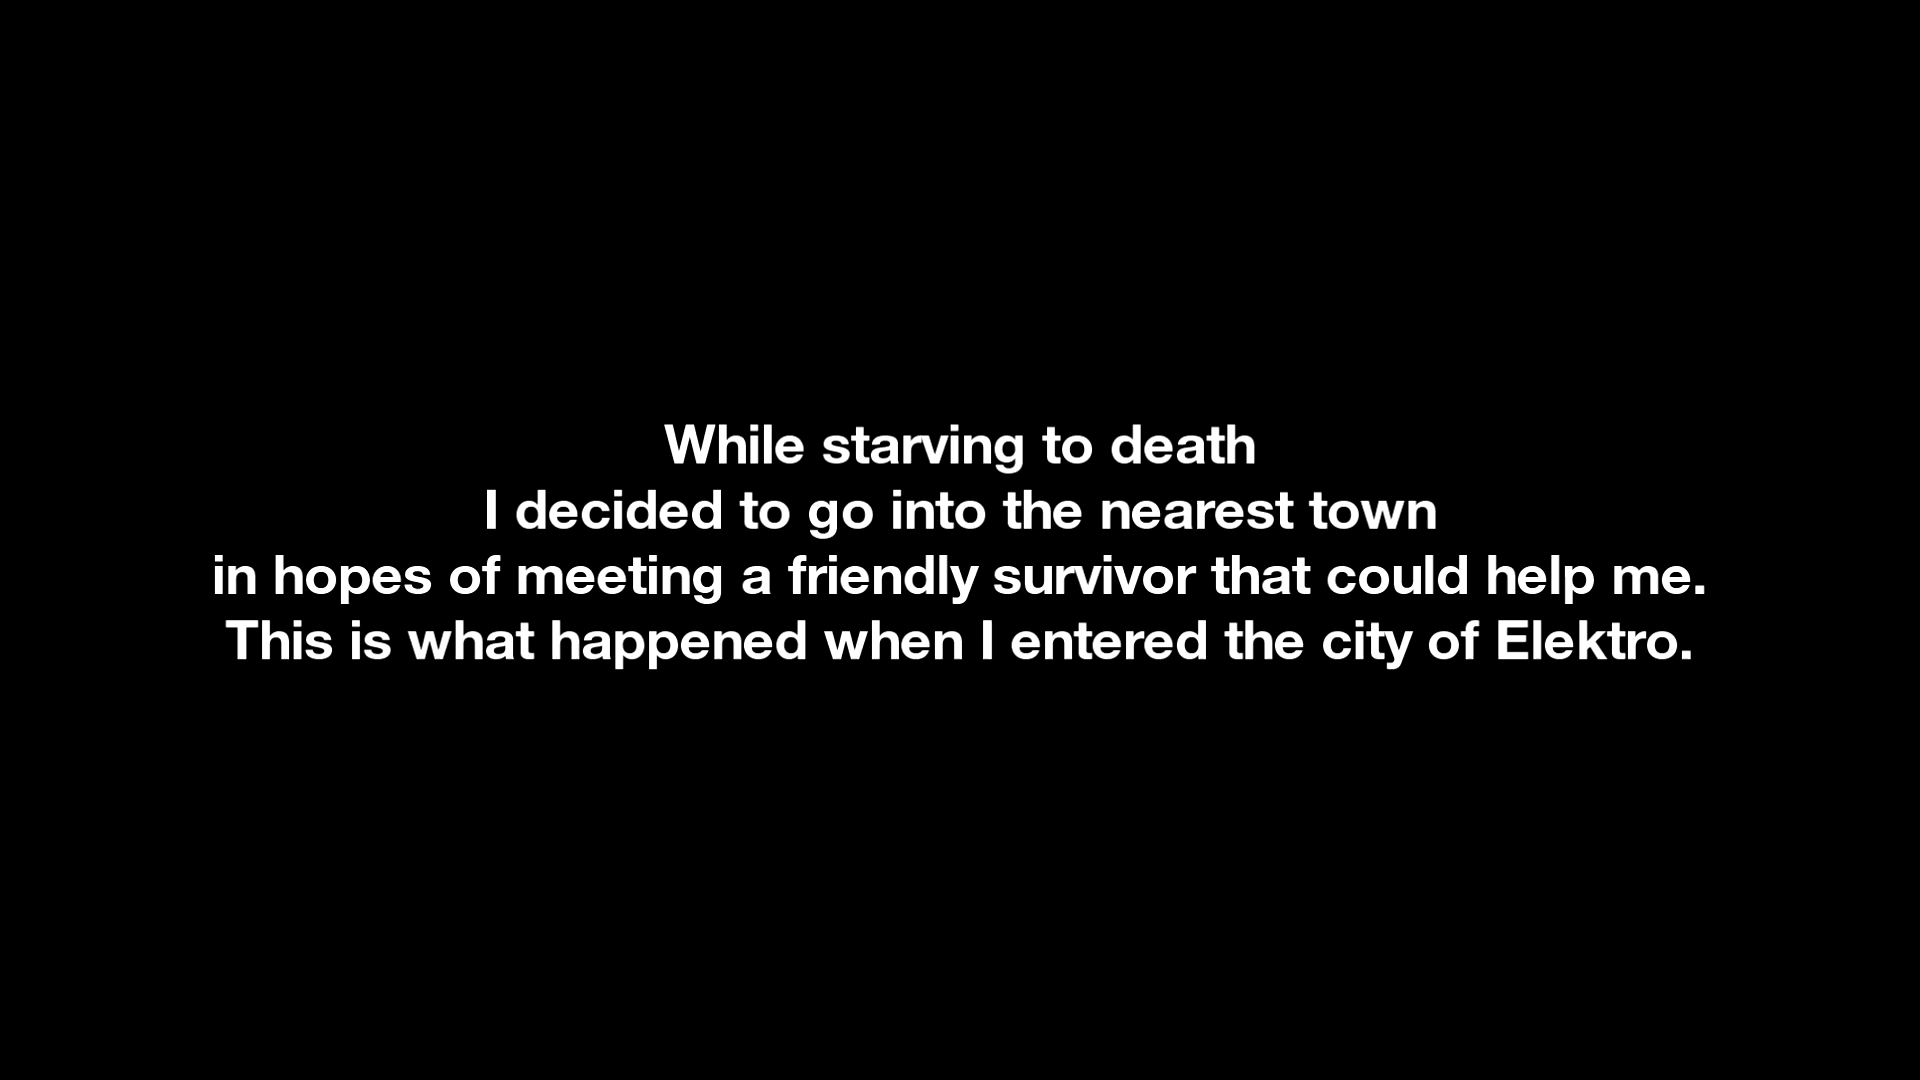 While starving to death
I decided to go into the nearest town
in hopes of meeting a friendly survivor that could help me.
This is what happened when I entered the city of Elektro.